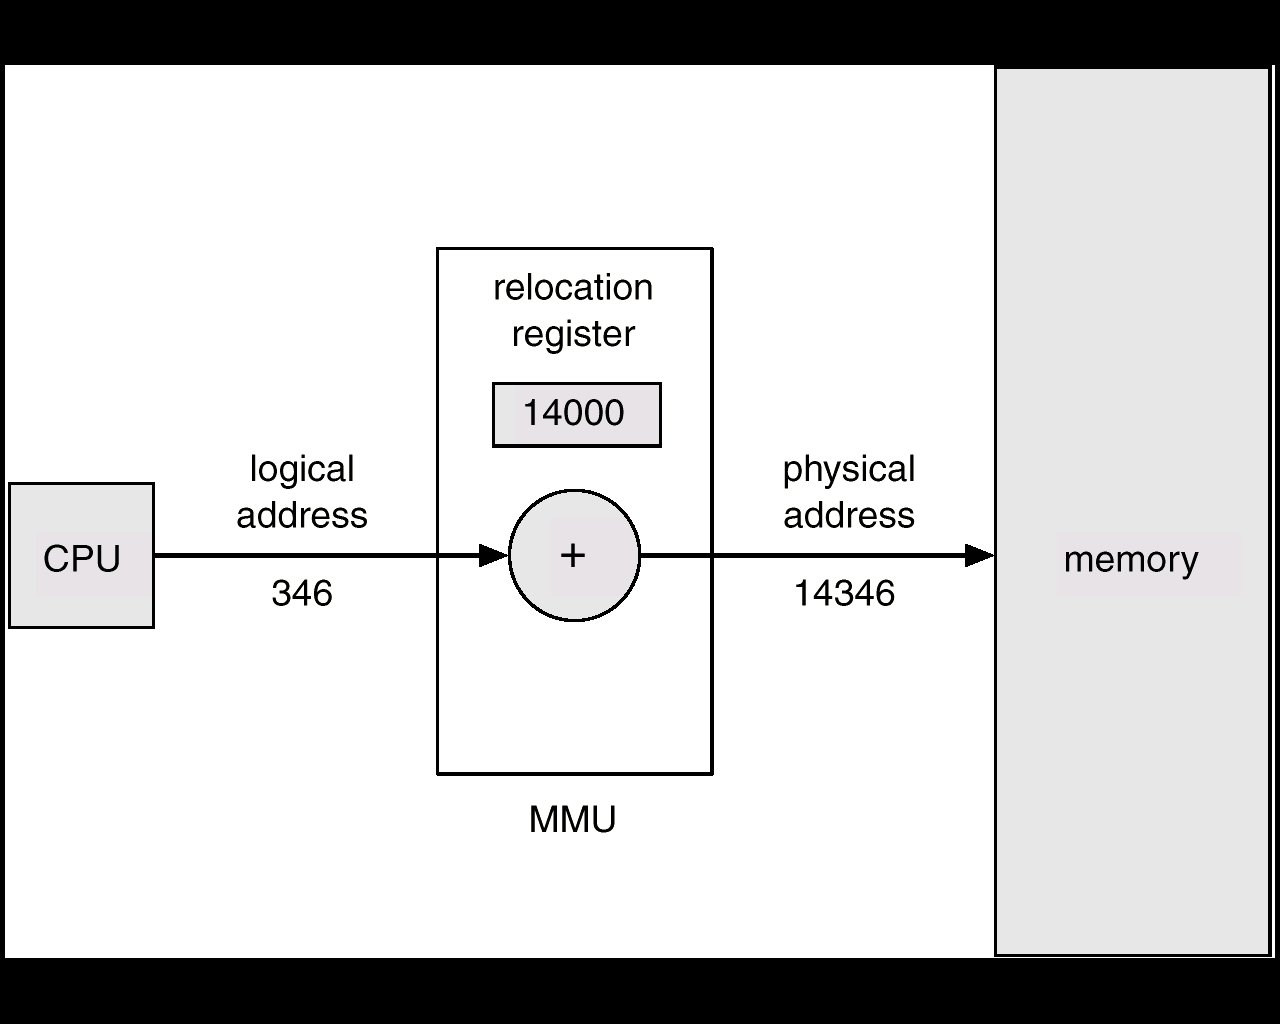 relocation
register
14000
logical
address
physical
address
CPU
+
memory
346
14346
MMU